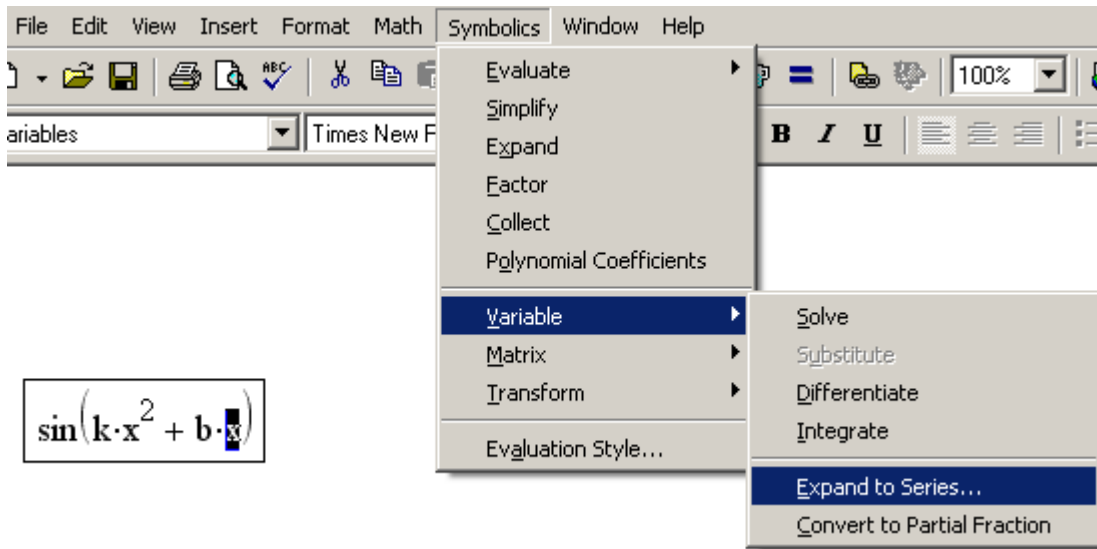 File Edit View Insert Format Math Symbolics Window Help
ABC 100%
ariables Times New F B I U
Evaluate
Simplify
Expand
Factor
Collect
Polynomial Coefficients
Variable
Matrix
Transform
Evaluation Style...
Solve
Substitute
Differentiate
Integrate
Expand to Series...
Convert to Partial Fraction
sin(k·x² + b·x)